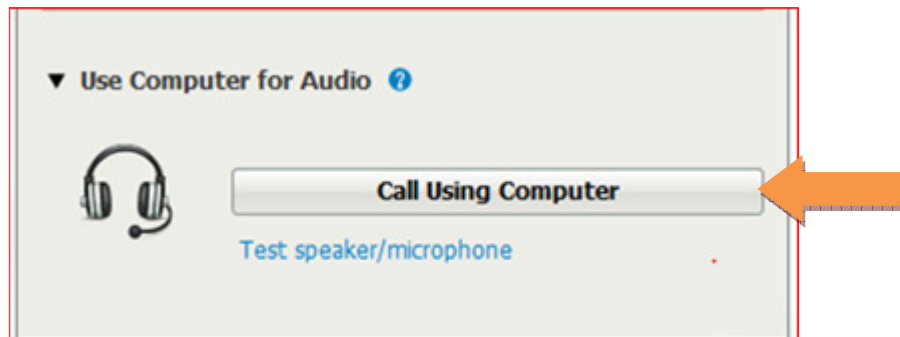 Use Computer for Audio ?
Call Using Computer
Test speaker/microphone